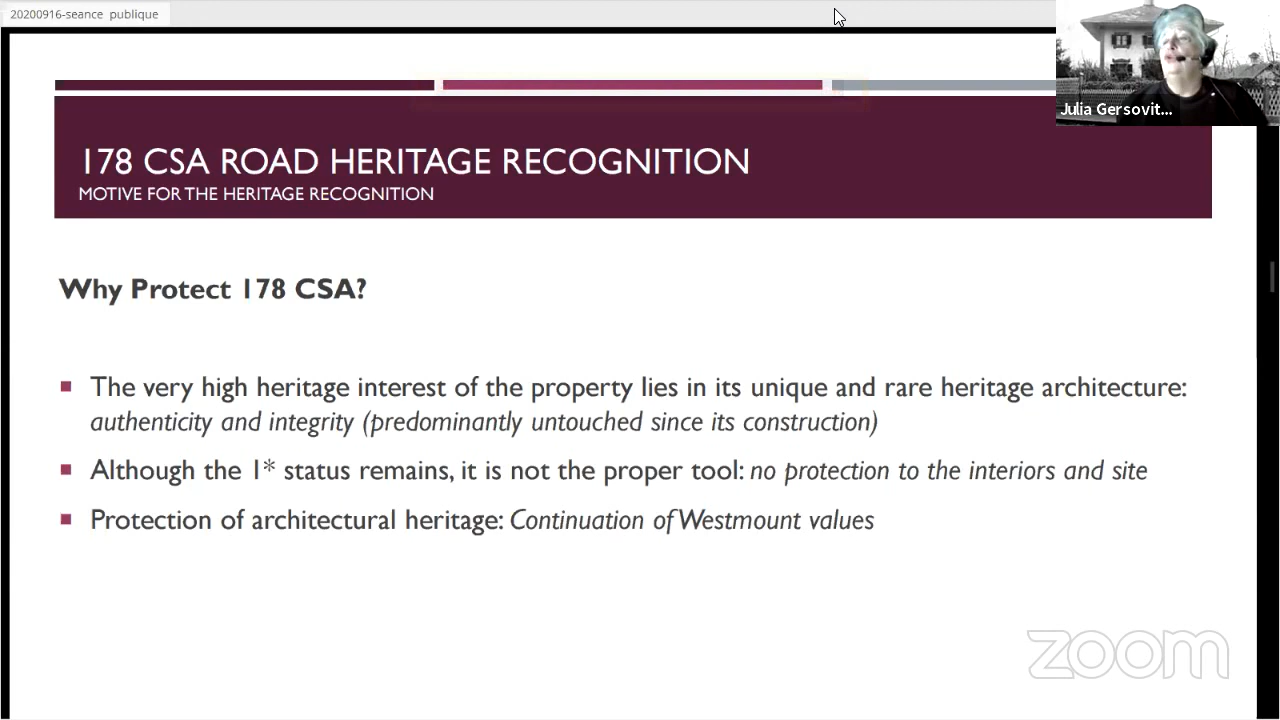 20200916-seance publique
Julia Gersovit...
178 CSA ROAD HERITAGE RECOGNITION
MOTIVE FOR THE HERITAGE RECOGNITION
Why Protect 178 CSA?
The very high heritage interest of the property lies in its unique and rare heritage architecture:
authenticity and integrity (predominantly untouched since its construction)
Although the 1* status remains, it is not the proper tool: no protection to the interiors and site
Protection of architectural heritage: Continuation of Westmount values
zoom